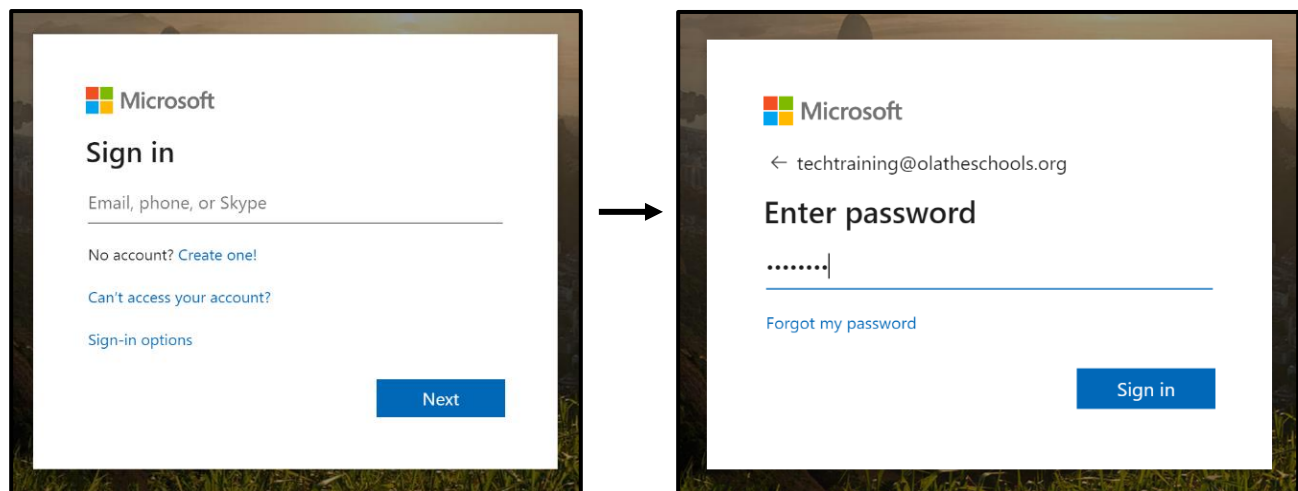 Microsoft
Sign in
Email, phone, or Skype
No account? Create one!
Can't access your account?
Sign-in options
Next
Microsoft
← techtraining@olatheschools.org
Enter password
••••••••
Forgot my password
Sign in